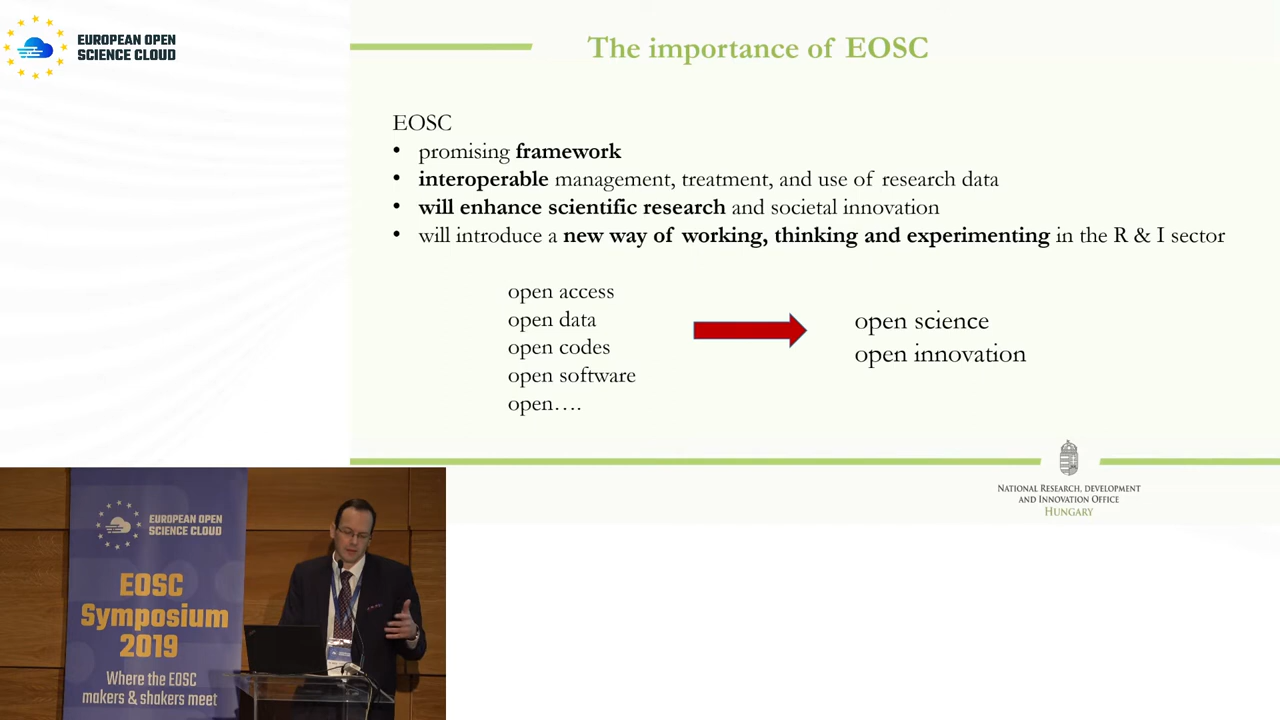 EUROPEAN OPEN
SCIENCE CLOUD
The importance of EOSC
EOSC
• promising framework
• interoperable management, treatment, and use of research data
• will enhance scientific research and societal innovation
• will introduce a new way of working, thinking and experimenting in the R & I sector
open access
open data
open codes
open software
open….
open science
open innovation
NATIONAL RESEARCH, DEVELOPMENT
AND INNOVATION OFFICE
HUNGARY
EUROPEAN OPEN
SCIENCE CLOUD
EOSC
Symposium
2019
Where the EOSC
makers & shakers meet